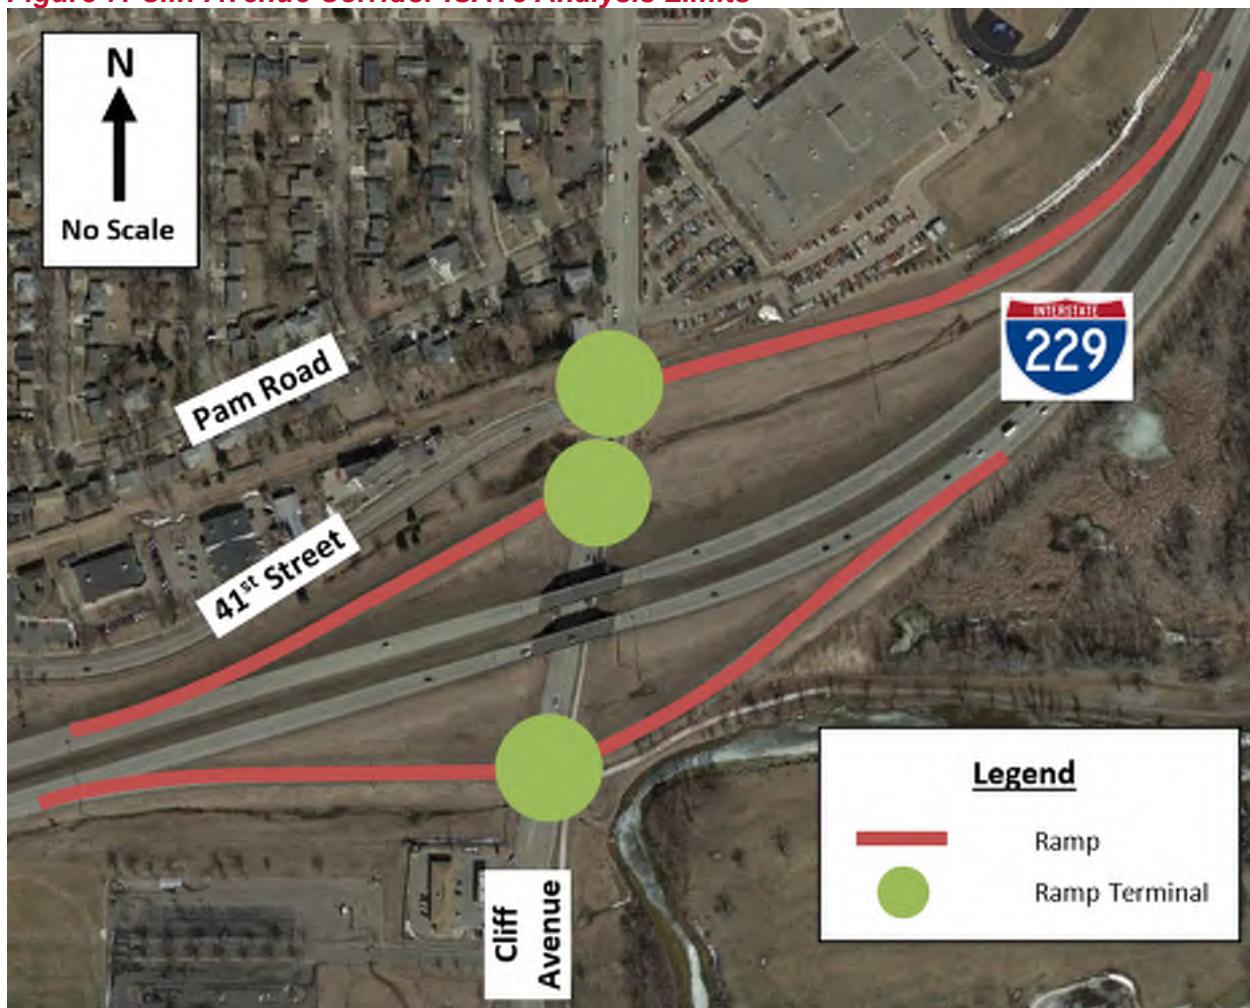 N
No Scale
INTERSTATE
229
Pam Road
41st Street
Cliff
Avenue
Legend
Ramp
Ramp Terminal